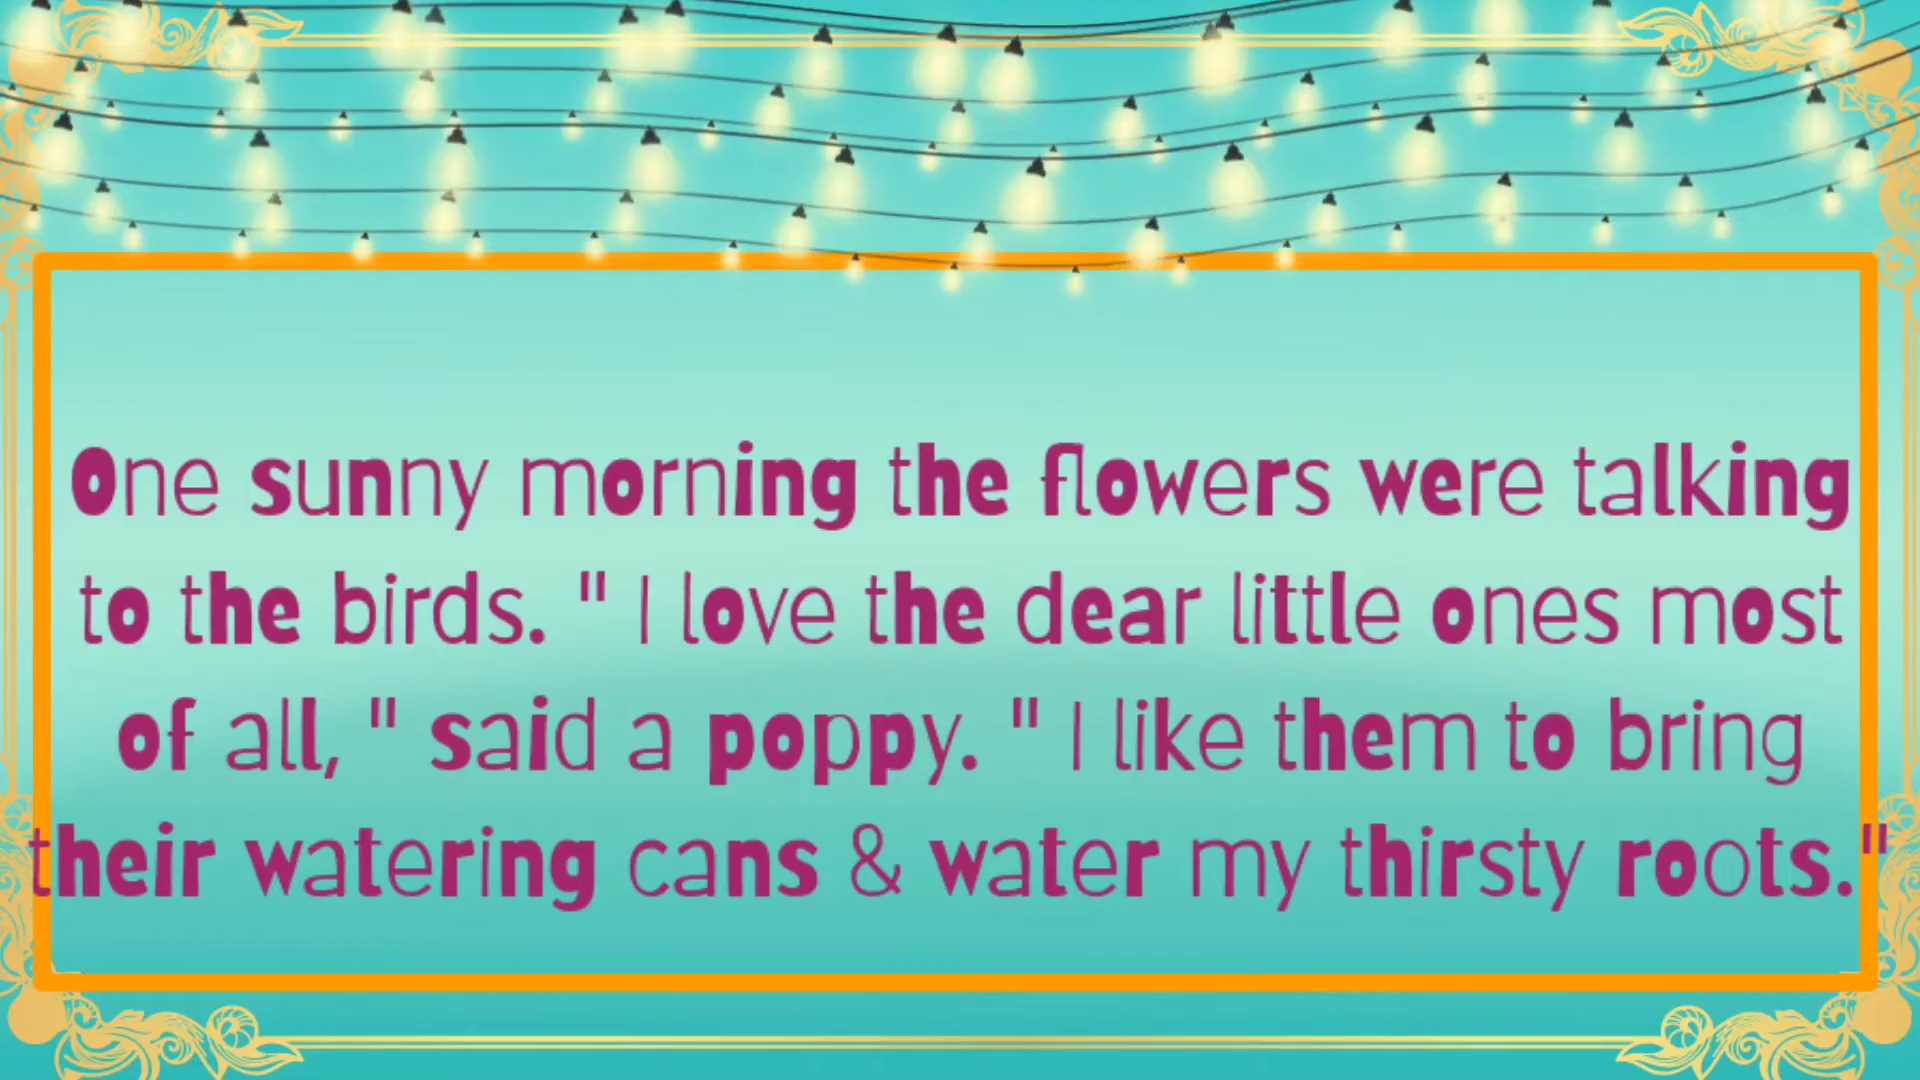 One sunny morning the flowers were talking
to the birds. " I love the dear little ones most
of all, " said a poppy. " I like them to bring
their watering cans & water my thirsty roots."